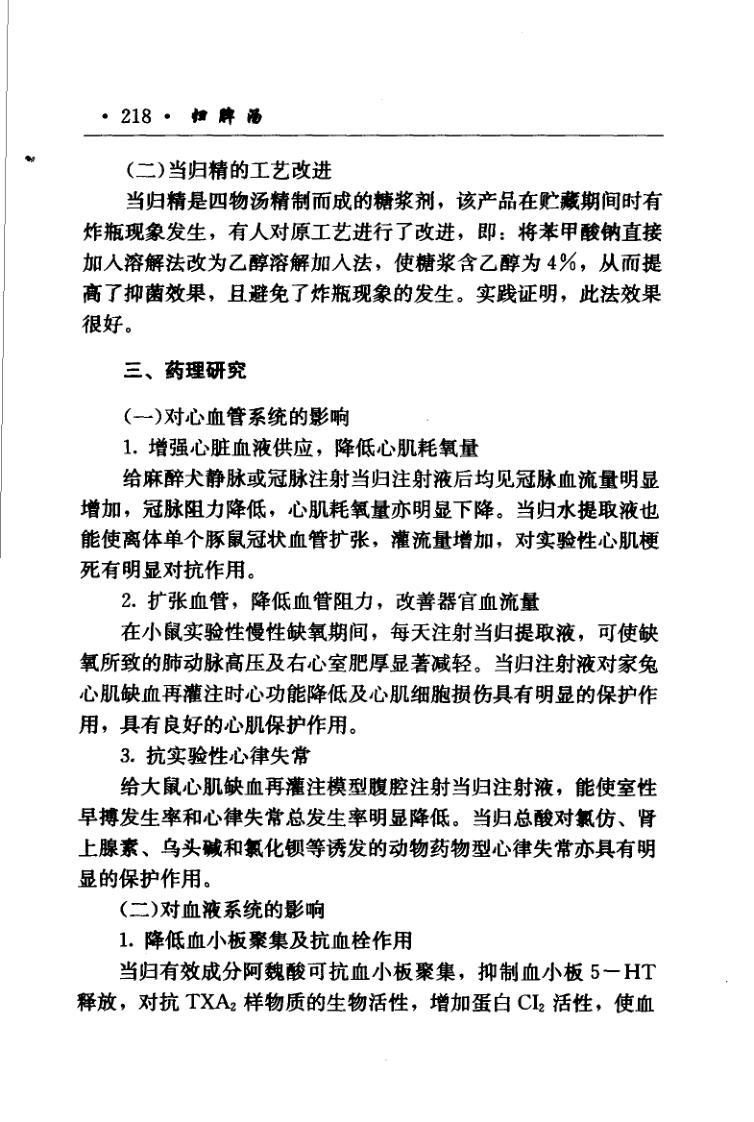 · 218 · 归脾汤
(二)当归精的工艺改进
当归精是四物汤精制而成的糖浆剂，该产品在贮藏期间时有
炸瓶现象发生，有人对原工艺进行了改进，即：将苯甲酸钠直接
加入溶解法改为乙醇溶解加入法，使糖浆含乙醇为 4%，从而提
高了抑菌效果，且避免了炸瓶现象的发生。实践证明，此法效果
很好。
三、药理研究
(一)对心血管系统的影响
1. 增强心脏血液供应，降低心肌耗氧量
给麻醉犬静脉或冠脉注射当归注射液后均见冠脉血流量明显
增加，冠脉阻力降低，心肌耗氧量亦明显下降。当归水提取液也
能使离体单个豚鼠冠状血管扩张，灌流量增加，对实验性心肌梗
死有明显对抗作用。
2. 扩张血管，降低血管阻力，改善器官血流量
在小鼠实验性慢性缺氧期间，每天注射当归提取液，可使缺
氧所致的肺动脉高压及右心室肥厚显著减轻。当归注射液对家兔
心肌缺血再灌注时心功能降低及心肌细胞损伤具有明显的保护作
用，具有良好的心肌保护作用。
3. 抗实验性心律失常
给大鼠心肌缺血再灌注模型腹腔注射当归注射液，能使室性
早搏发生率和心律失常总发生率明显降低。当归总酸对氯仿、肾
上腺素、乌头碱和氯化钡等诱发的动物药物型心律失常亦具有明
显的保护作用。
(二)对血液系统的影响
1. 降低血小板聚集及抗血栓作用
当归有效成分阿魏酸可抗血小板聚集，抑制血小板 5－HT
释放，对抗 TXA₂ 样物质的生物活性，增加蛋白 CI₂ 活性，使血